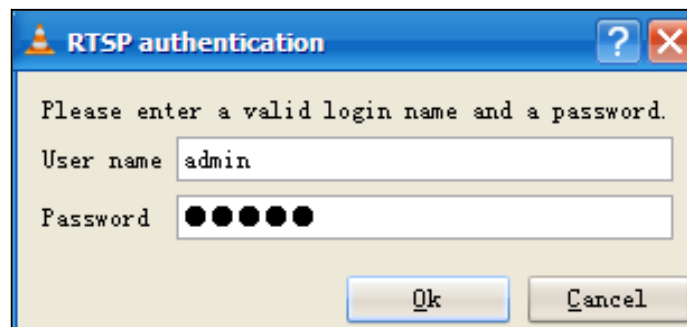 RTSP authentication ? X
Please enter a valid login name and a password.
User name admin
Password ●●●●●
Ok Cancel